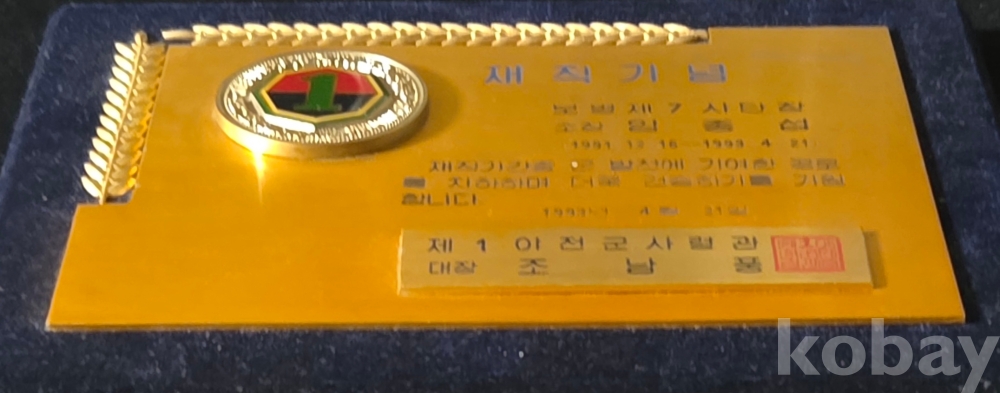 1
재직기념
보병제7사단장
소장 임종섭
1991.12.16-1993.4.21
재직기간중 군 발전에 기여한 공로
를 치하하며 더욱 건승하기를 기원
합니다
1993년 4월 21일
제1야전군사령관
대장 조남풍
kobay